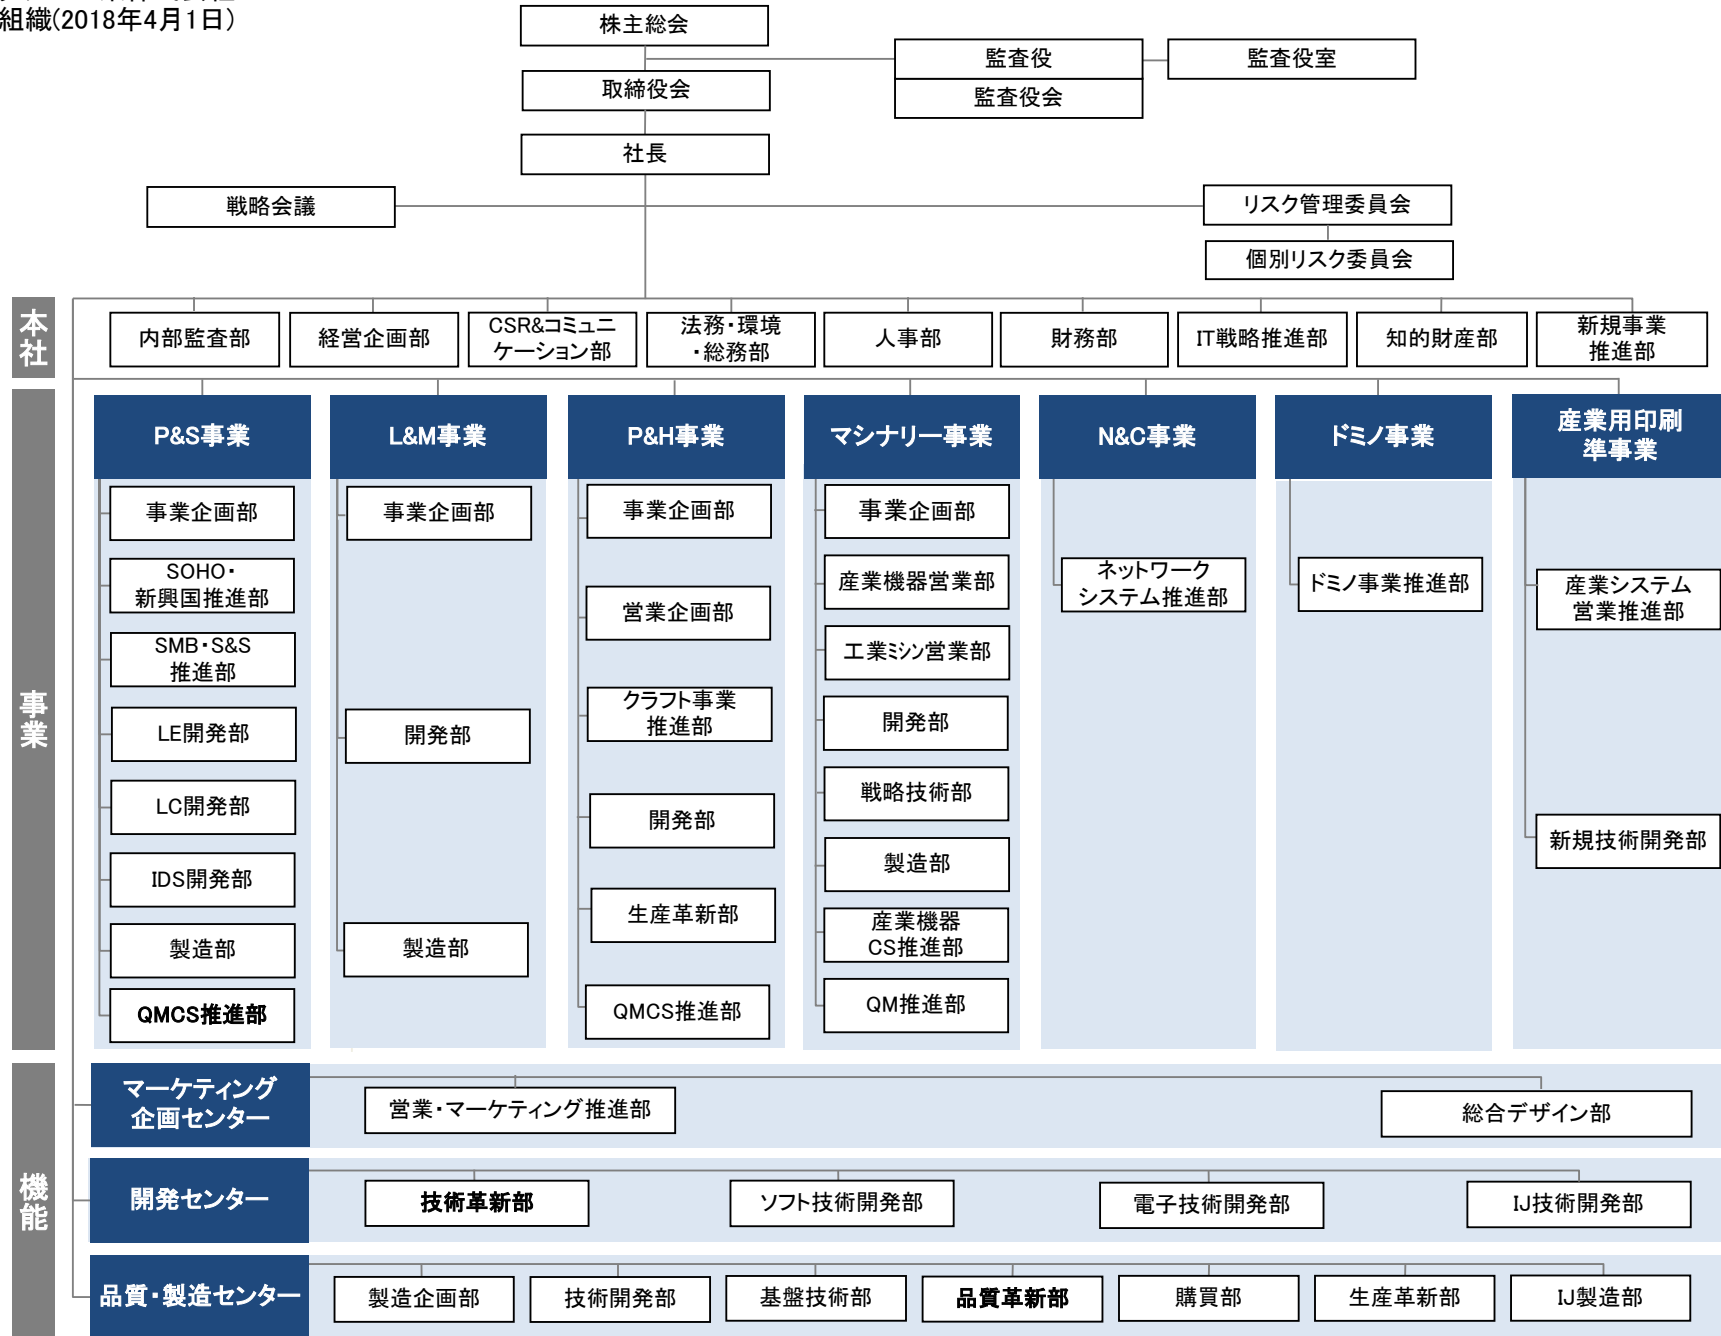 組織(2018年4月1日)
株主総会
監査役
監査役室
取締役会
監査役会
社長
戦略会議
リスク管理委員会
個別リスク委員会
本社
内部監査部
経営企画部
CSR&コミュニ
ケーション部
法務・環境
・総務部
人事部
財務部
IT戦略推進部
知的財産部
新規事業
推進部
事業
P&S事業
事業企画部
SOHO・
新興国推進部
SMB・S&S
推進部
LE開発部
LC開発部
IDS開発部
製造部
QMCS推進部
L&M事業
事業企画部
開発部
製造部
P&H事業
事業企画部
営業企画部
クラフト事業
推進部
開発部
生産革新部
QMCS推進部
マシナリー事業
事業企画部
産業機器営業部
工業ミシン営業部
開発部
戦略技術部
製造部
産業機器
CS推進部
QM推進部
N&C事業
ネットワーク
システム推進部
ドミノ事業
ドミノ事業推進部
産業用印刷
準事業
産業システム
営業推進部
新規技術開発部
機能
マーケティング
企画センター
営業・マーケティング推進部
総合デザイン部
開発センター
技術革新部
ソフト技術開発部
電子技術開発部
IJ技術開発部
品質・製造センター
製造企画部
技術開発部
基盤技術部
品質革新部
購買部
生産革新部
IJ製造部